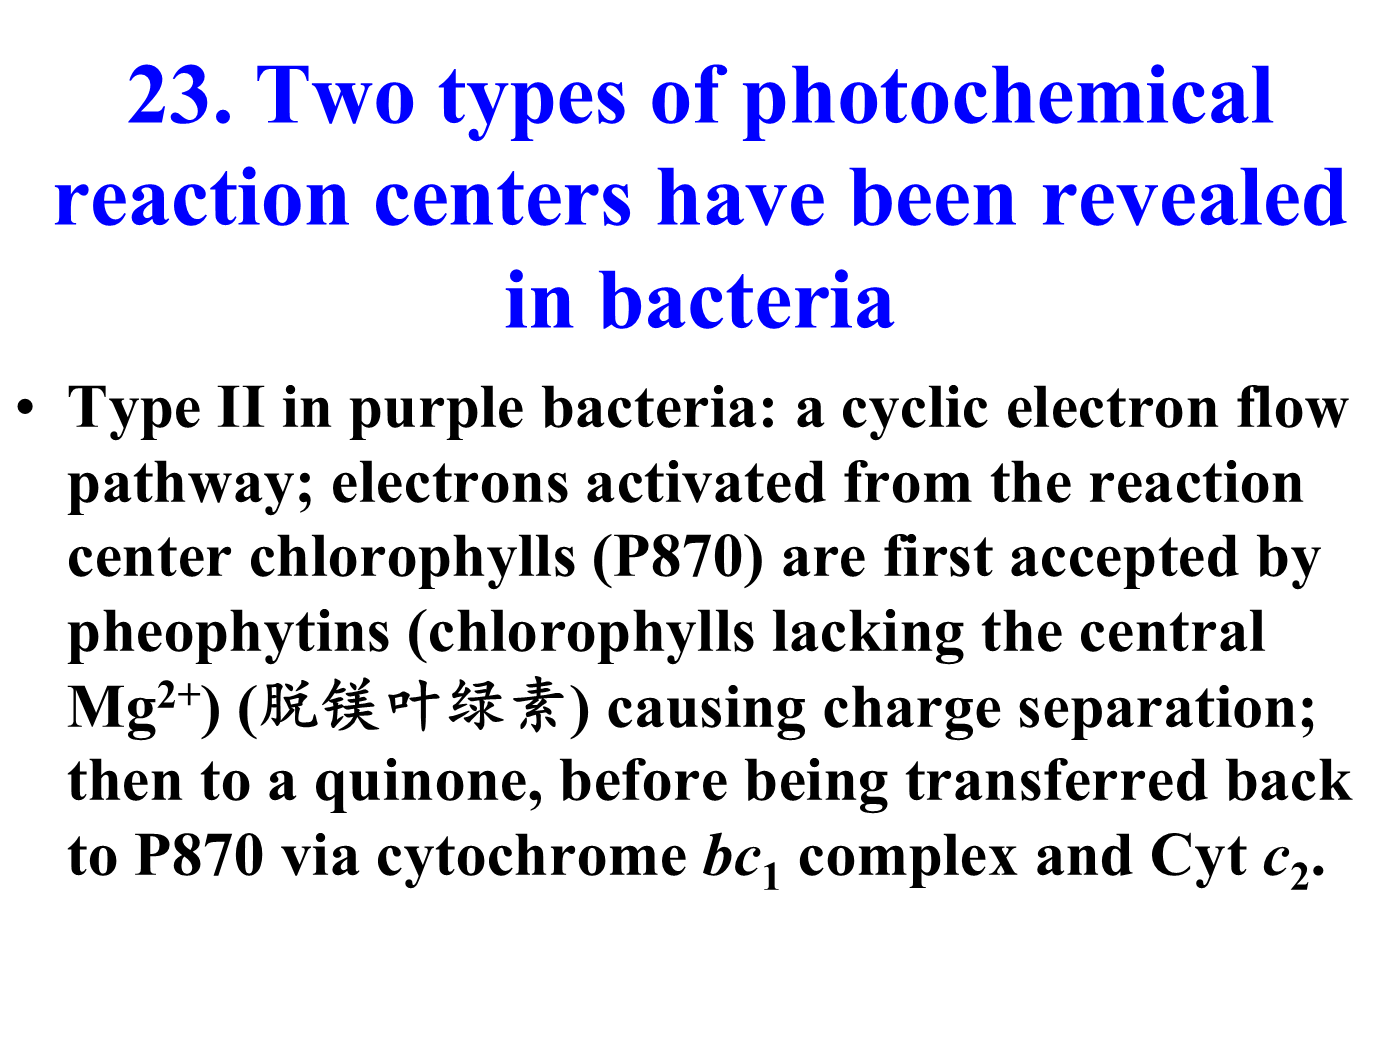 23. Two types of photochemical
reaction centers have been revealed
in bacteria
• Type II in purple bacteria: a cyclic electron flow
pathway; electrons activated from the reaction
center chlorophylls (P870) are first accepted by
pheophytins (chlorophylls lacking the central
Mg²⁺) (脱镁叶绿素) causing charge separation;
then to a quinone, before being transferred back
to P870 via cytochrome bc₁ complex and Cyt c₂.